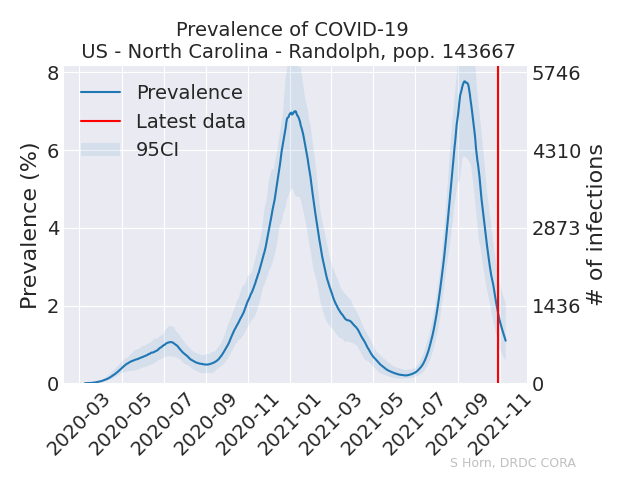 Prevalence of COVID-19
US - North Carolina - Randolph, pop. 143667
Prevalence
Latest data
95CI
Prevalence (%)
8
6
4
2
0
5746
4310
2873
1436
0
# of infections
2020-03
2020-05
2020-07
2020-09
2020-11
2021-01
2021-03
2021-05
2021-07
2021-09
2021-11
S Horn, DRDC CORA